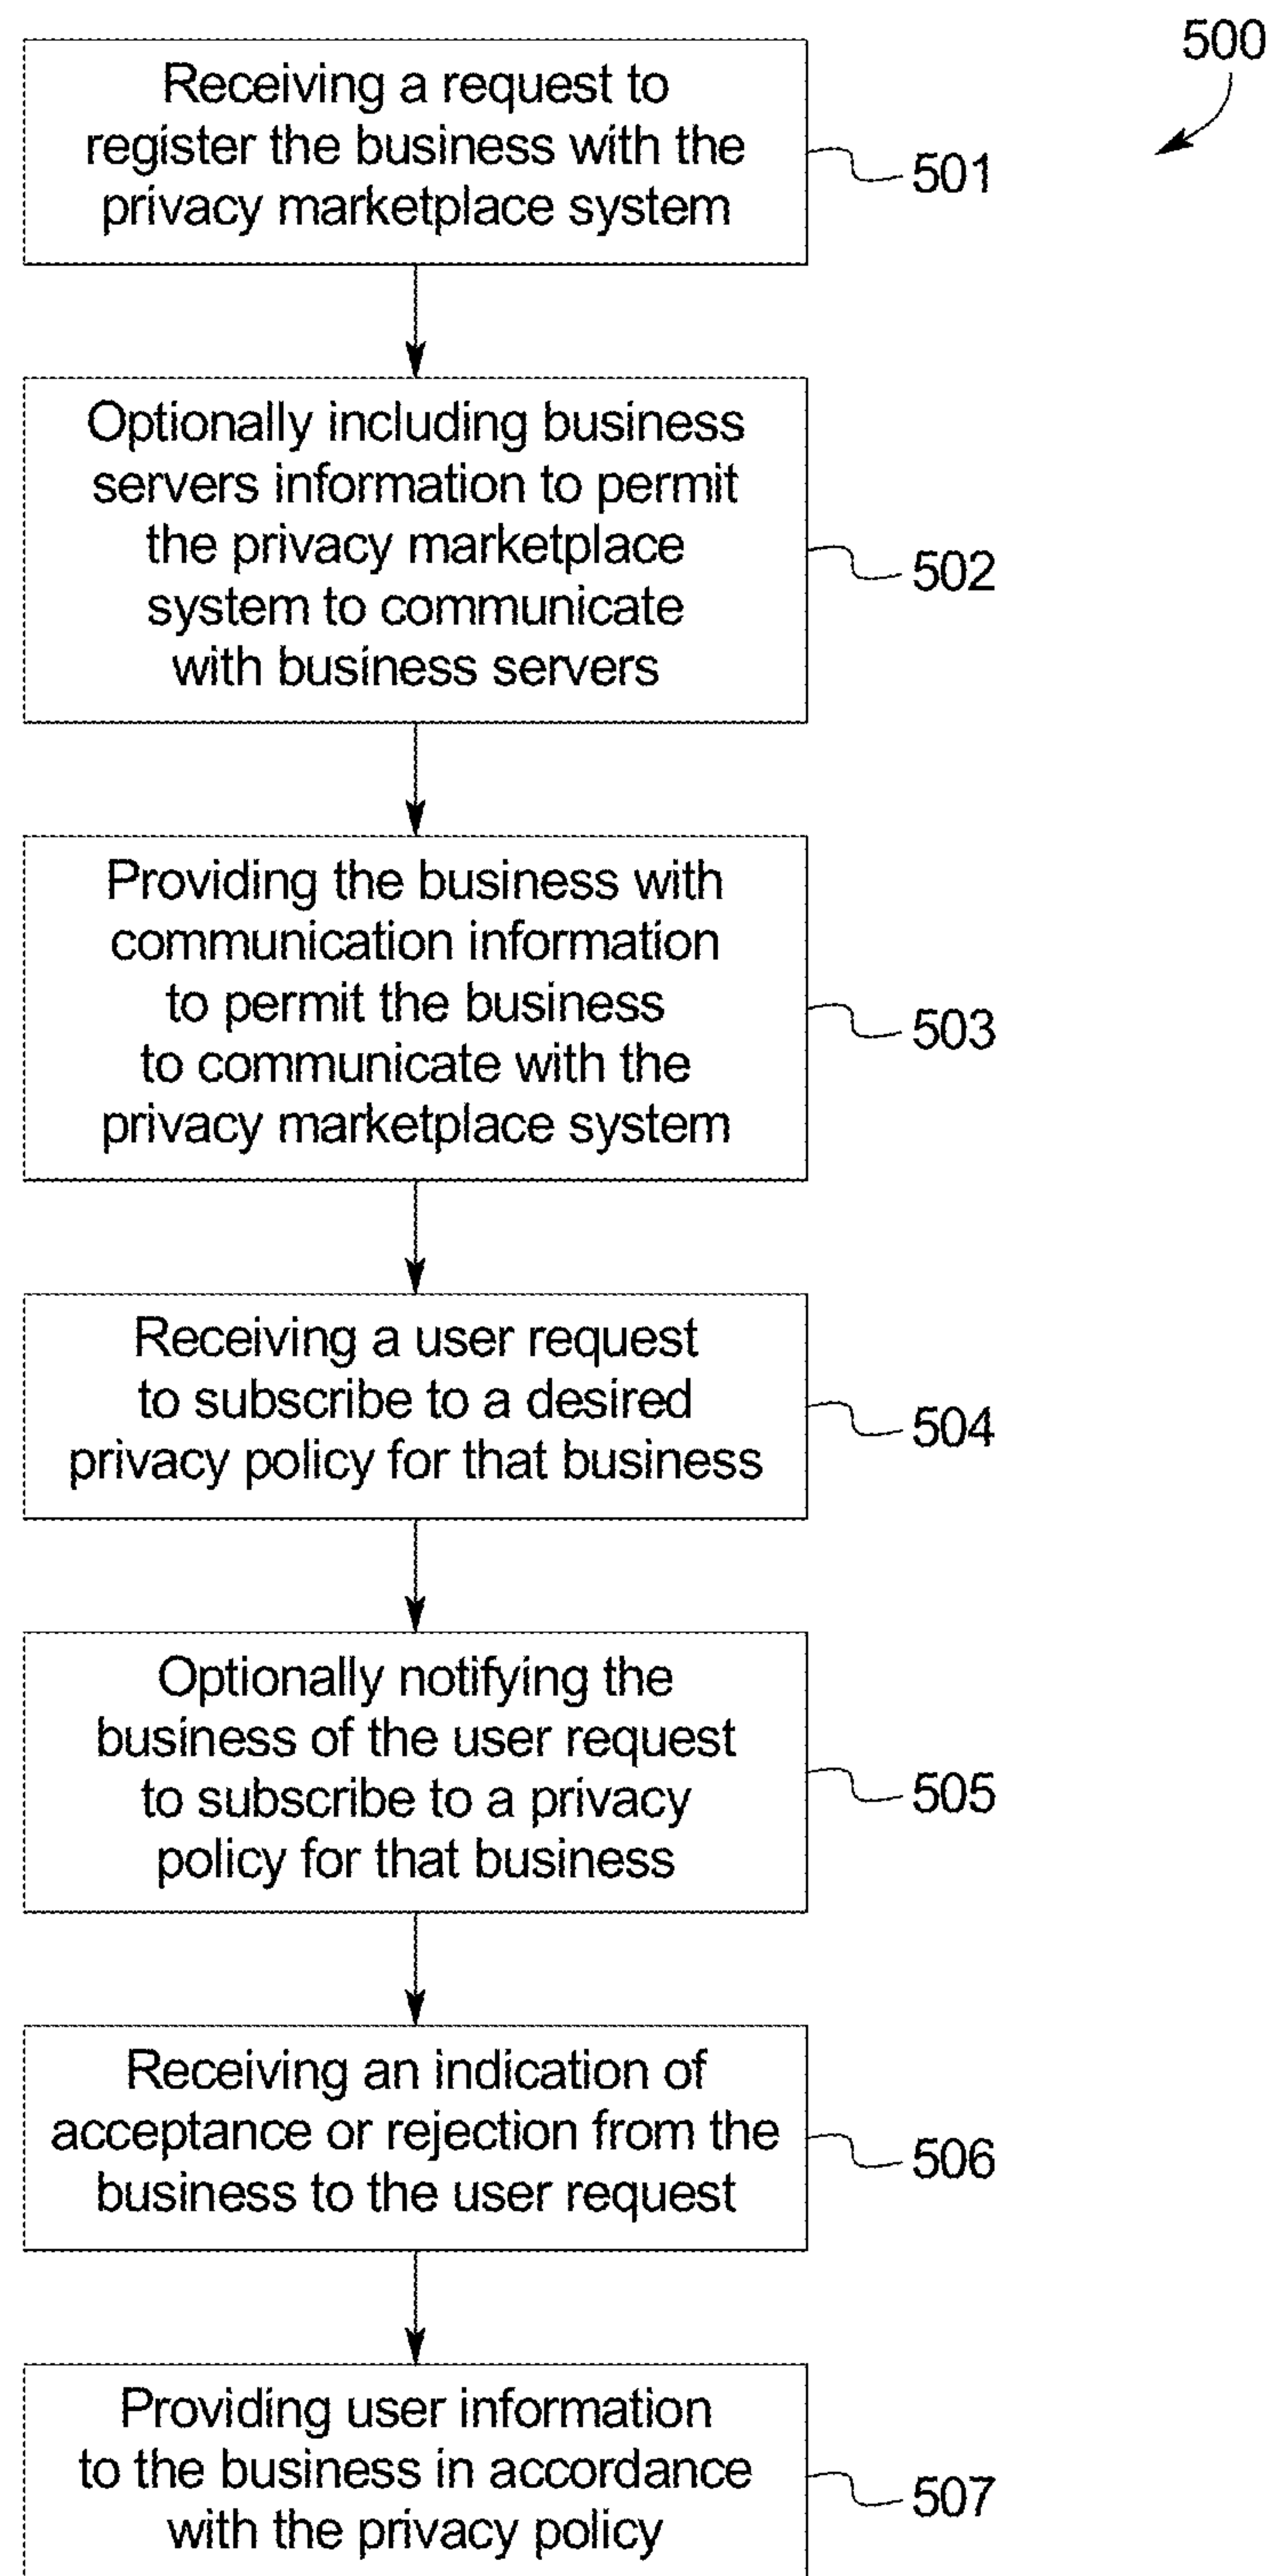 500
Receiving a request to
register the business with the
privacy marketplace system
501
Optionally including business
servers information to permit
the privacy marketplace
system to communicate
with business servers
502
Providing the business with
communication information
to permit the business
to communicate with the
privacy marketplace system
503
Receiving a user request
to subscribe to a desired
privacy policy for that business
504
Optionally notifying the
business of the user request
to subscribe to a privacy
policy for that business
505
Receiving an indication of
acceptance or rejection from the
business to the user request
506
Providing user information
to the business in accordance
with the privacy policy
507